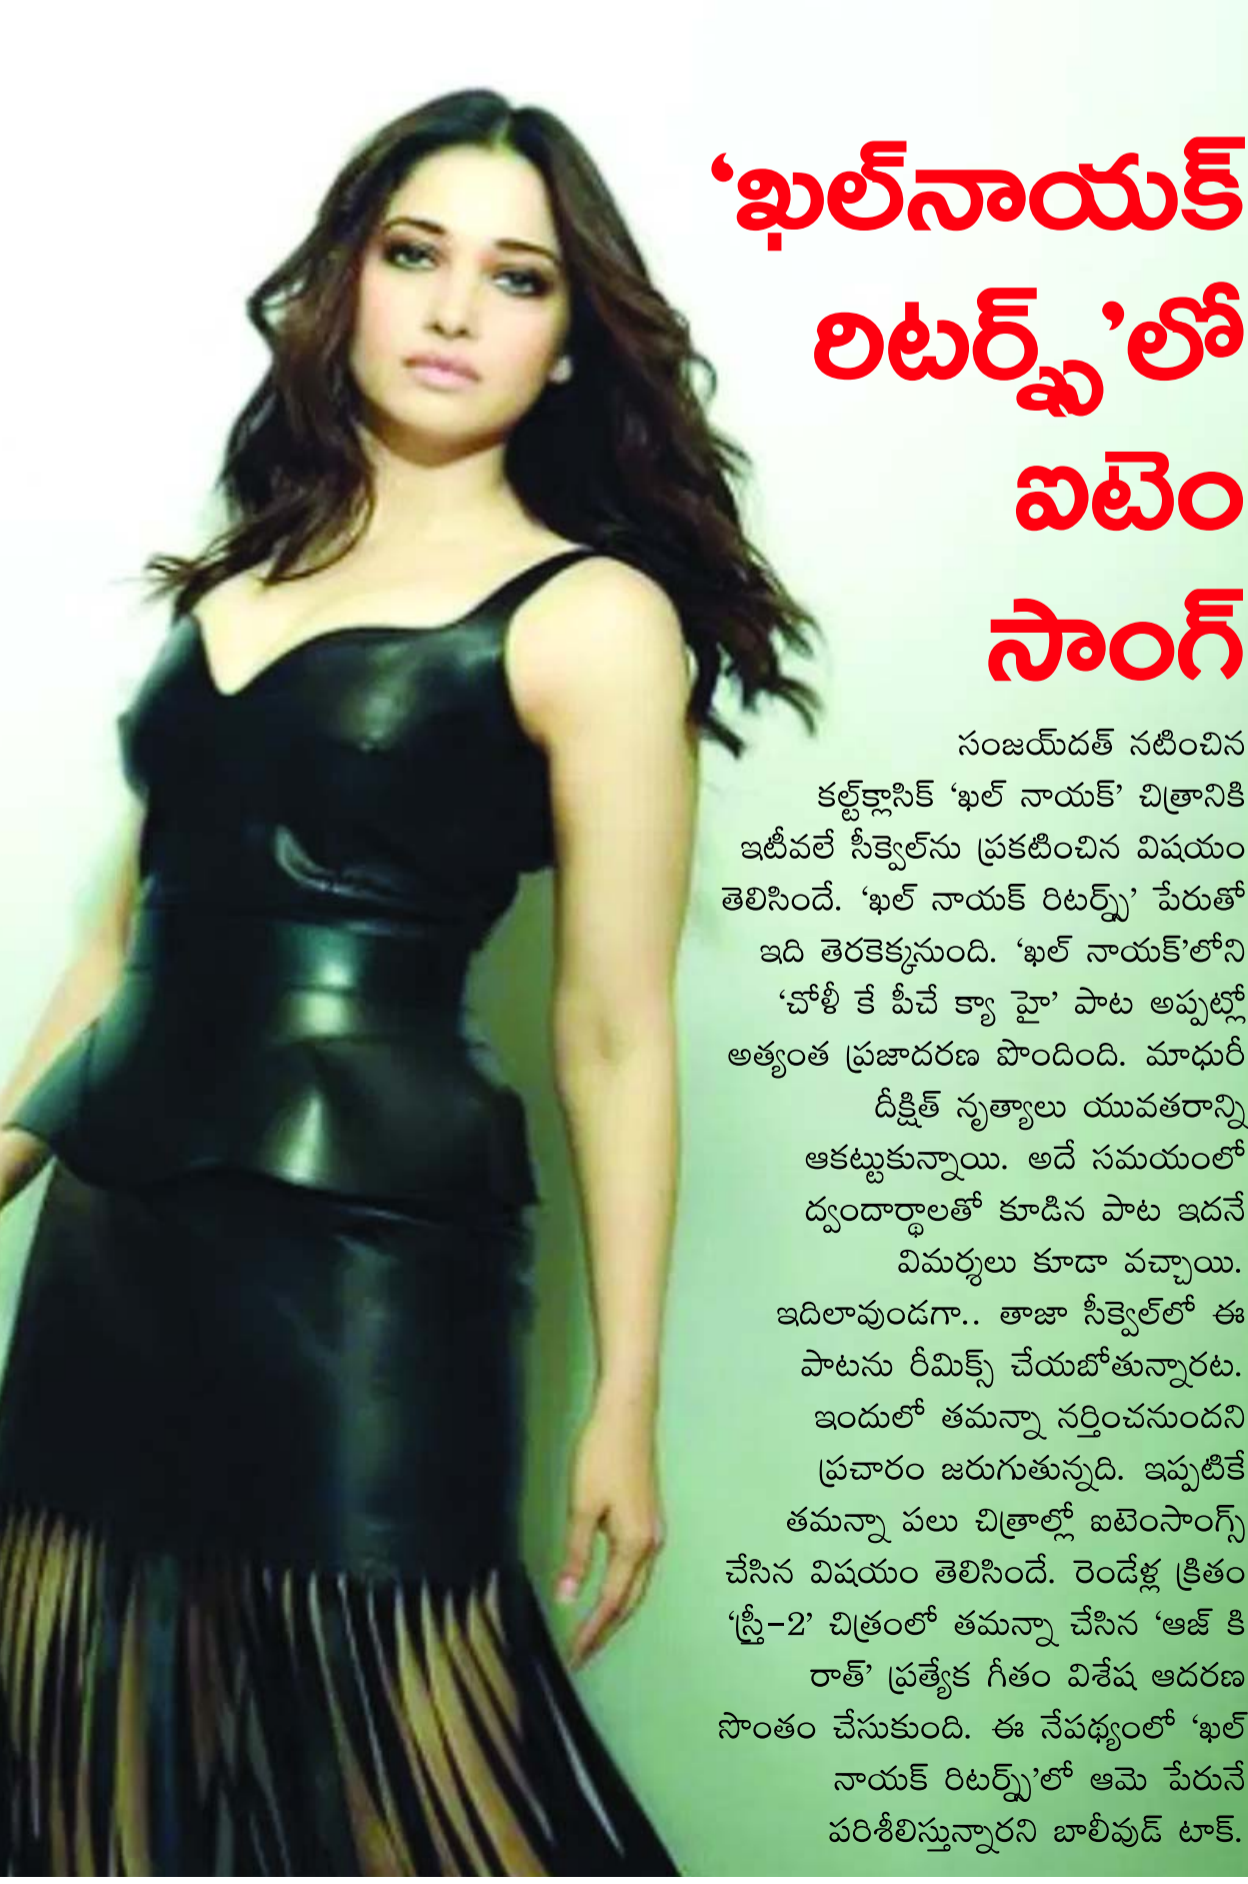 ‘ఖల్‌నాయక్
రిటర్న్స్’లో
ఐటెం
సాంగ్
సంజయ్‌దత్ నటించిన
కల్ట్‌క్లాసిక్ ‘ఖల్ నాయక్’ చిత్రానికి
ఇటీవలే సీక్వెల్‌ను ప్రకటించిన విషయం
తెలిసిందే. ‘ఖల్ నాయక్ రిటర్న్స్’ పేరుతో
ఇది తెరకెక్కనుంది. ‘ఖల్ నాయక్’లోని
‘చోళీ కే పీచే క్యా హై’ పాట అప్పట్లో
అత్యంత ప్రజాదరణ పొందింది. మాధురీ
దీక్షిత్ నృత్యాలు యువతరాన్ని
ఆకట్టుకున్నాయి. అదే సమయంలో
ద్వందార్థాలతో కూడిన పాట ఇదనే
విమర్శలు కూడా వచ్చాయి.
ఇదిలావుండగా.. తాజా సీక్వెల్‌లో ఈ
పాటను రీమిక్స్ చేయబోతున్నారట.
ఇందులో తమన్నా నర్తించనుందని
ప్రచారం జరుగుతున్నది. ఇప్పటికే
తమన్నా పలు చిత్రాల్లో ఐటెంసాంగ్స్
చేసిన విషయం తెలిసిందే. రెండేళ్ల క్రితం
‘స్త్రీ–2’ చిత్రంలో తమన్నా చేసిన ‘ఆజ్ కి
రాత్’ ప్రత్యేక గీతం విశేష ఆదరణ
సొంతం చేసుకుంది. ఈ నేపథ్యంలో ‘ఖల్
నాయక్ రిటర్న్స్’లో ఆమె పేరునే
పరిశీలిస్తున్నారని బాలీవుడ్ టాక్.